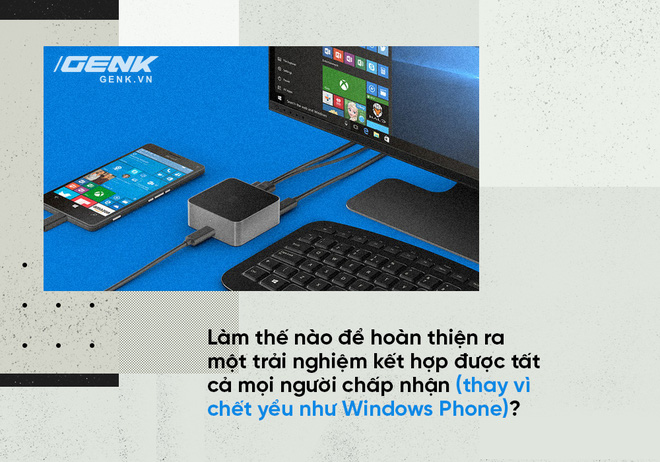 /GENK
GENK.VN
Làm thế nào để hoàn thiện ra
một trải nghiệm kết hợp được tất
cả mọi người chấp nhận (thay vì
chết yểu như Windows Phone)?